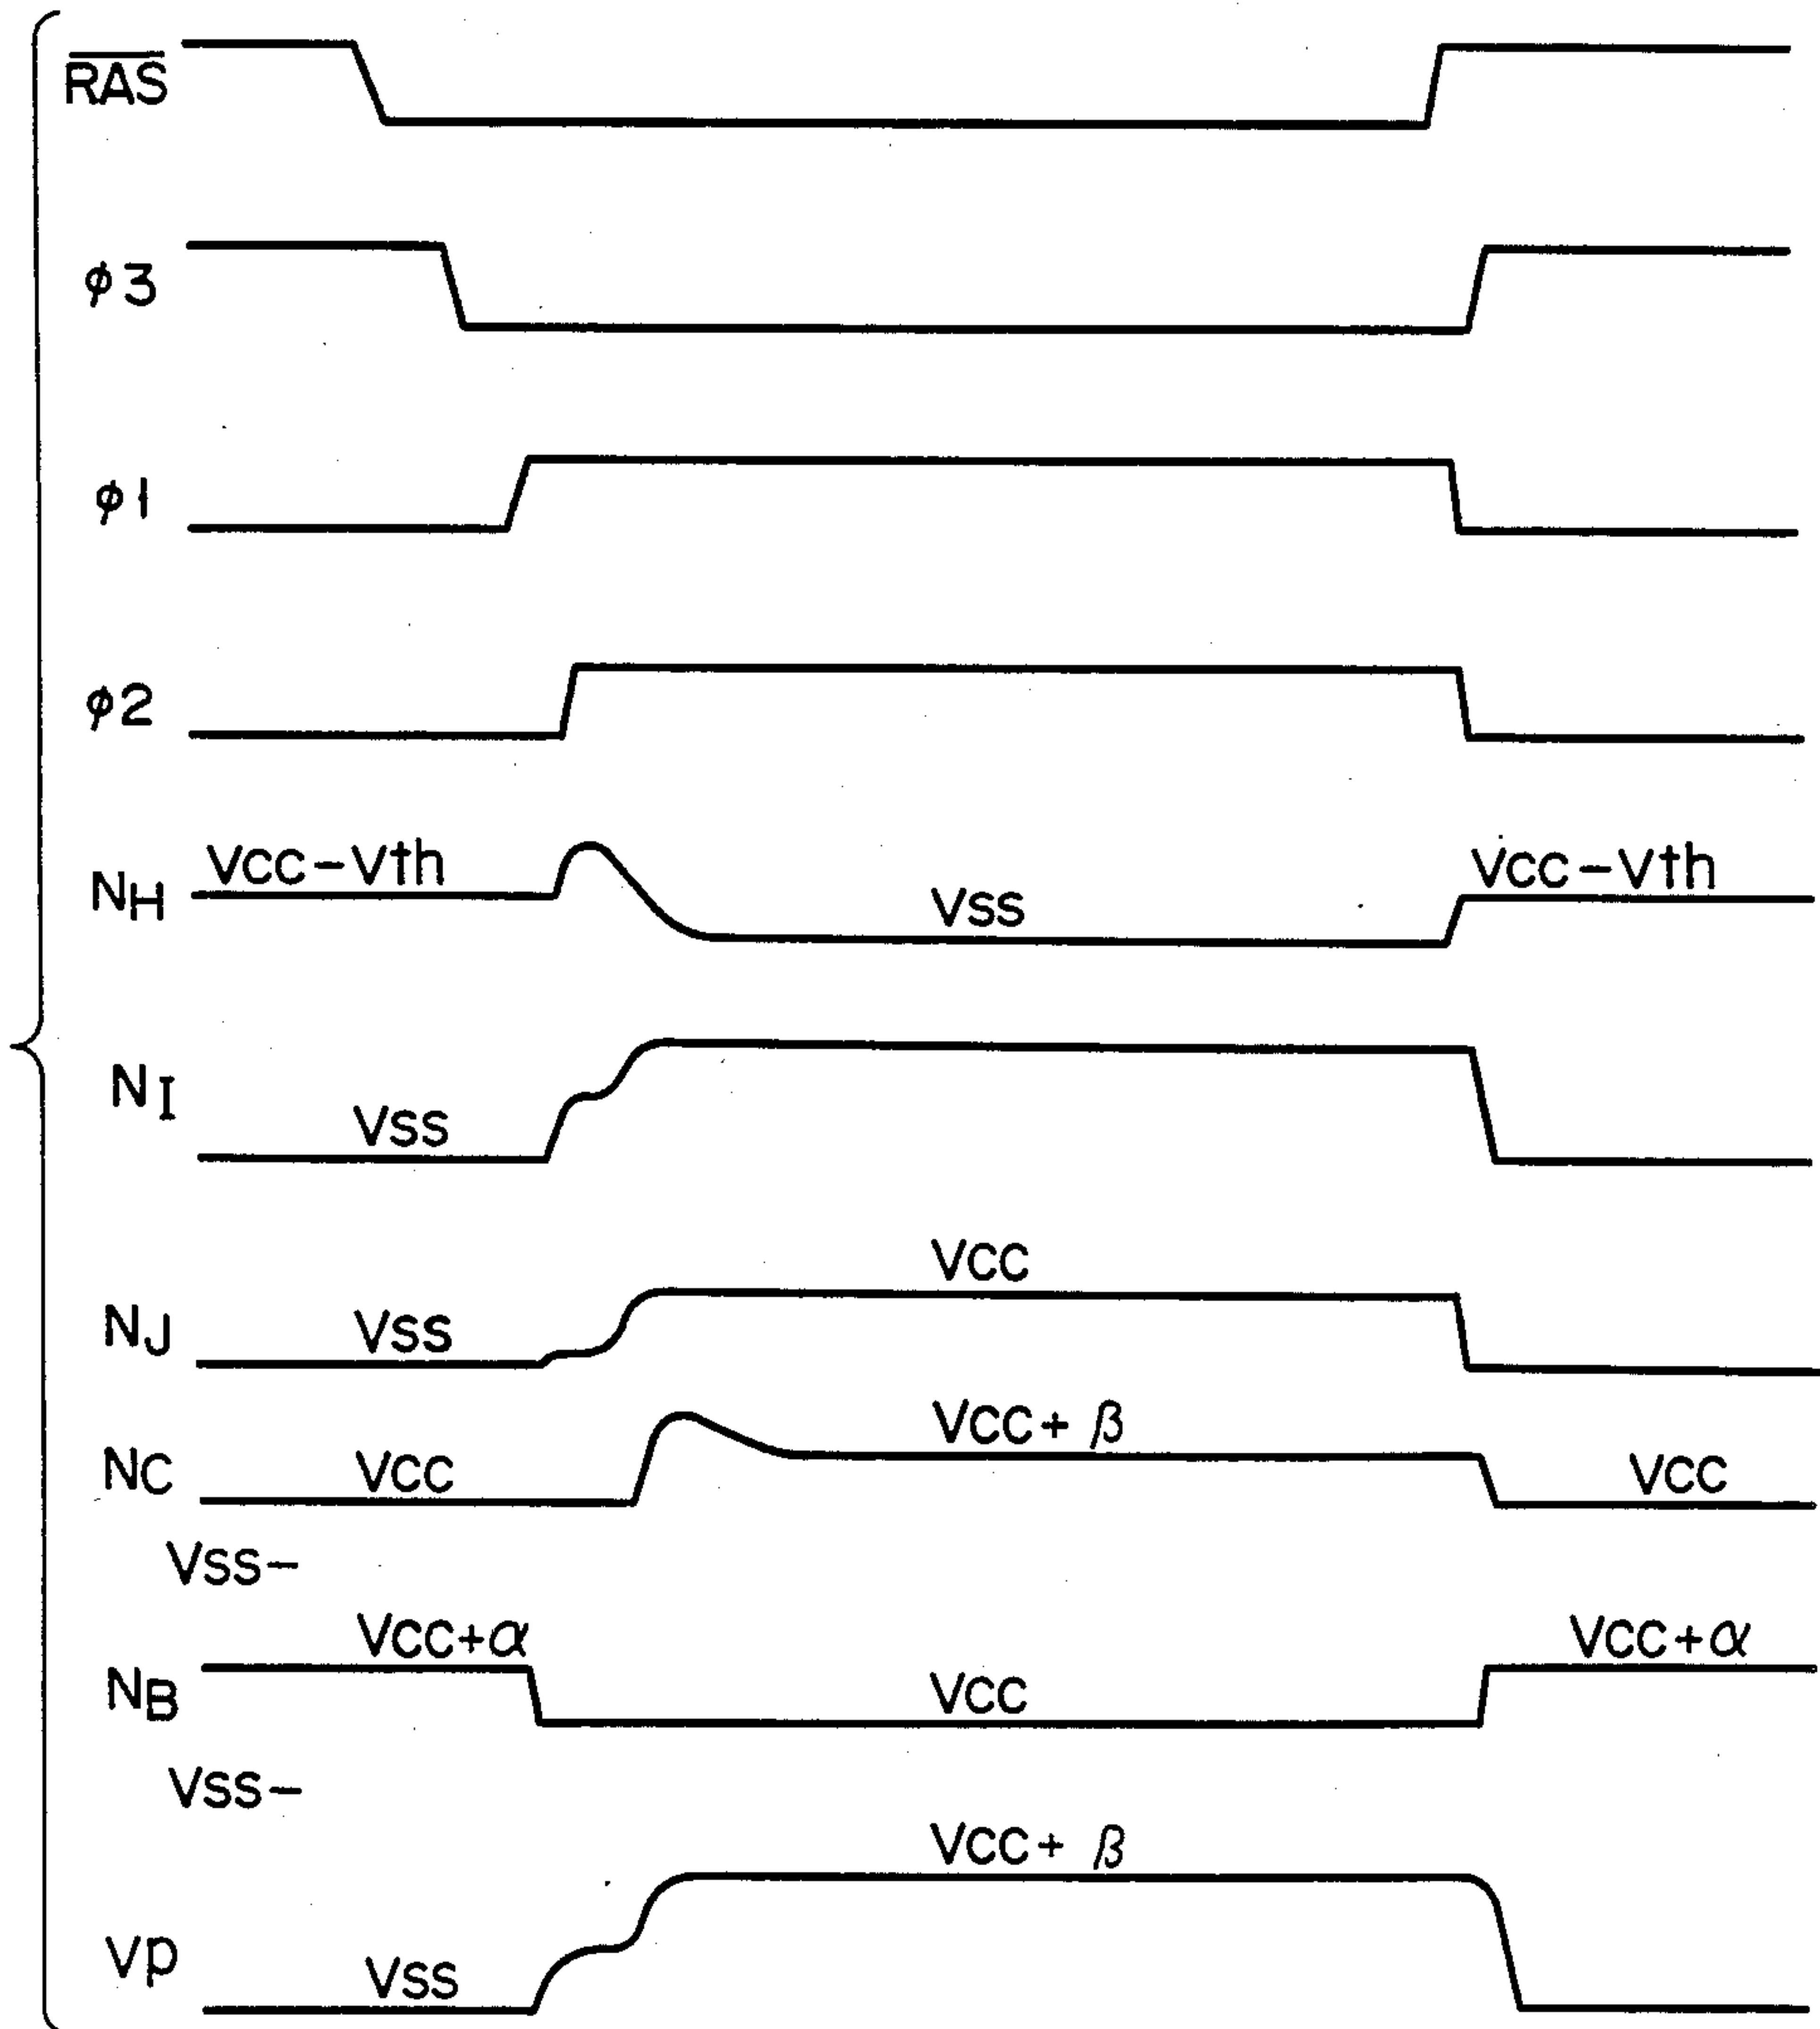 RAS
φ3
φ1
φ2
NH VCC-Vth VSS VCC-Vth
NI VSS
NJ VSS VCC
NC VCC VCC+β VCC
VSS-
NB VCC+α VCC VCC+α
VSS-
VP VSS VCC+β